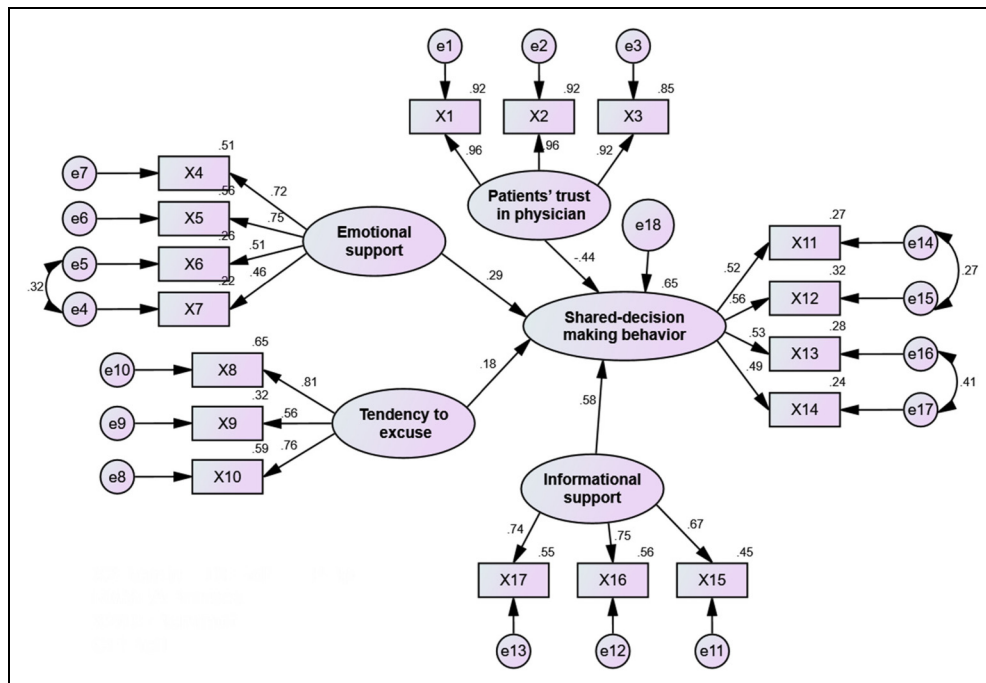 e1
e2
e3
.92
.92
.85
X1
X2
X3
.96
.96
.92
Patients' trust
in physician
e18
-.44
.65
e7
X4
.51
e6
X5
.56
e5
X6
.26
e4
X7
.22
.32
.72
.75
.51
.46
Emotional
support
.29
Shared-decision
making behavior
.52
.56
.53
.49
X11
.27
e14
X12
.32
e15
.27
X13
.28
e16
X14
.24
e17
.41
e10
X8
.65
e9
X9
.32
e8
X10
.59
.81
.56
.76
Tendency to
excuse
.18
.58
Informational
support
.74
.75
.67
X17
.55
X16
.56
X15
.45
e13
e12
e11